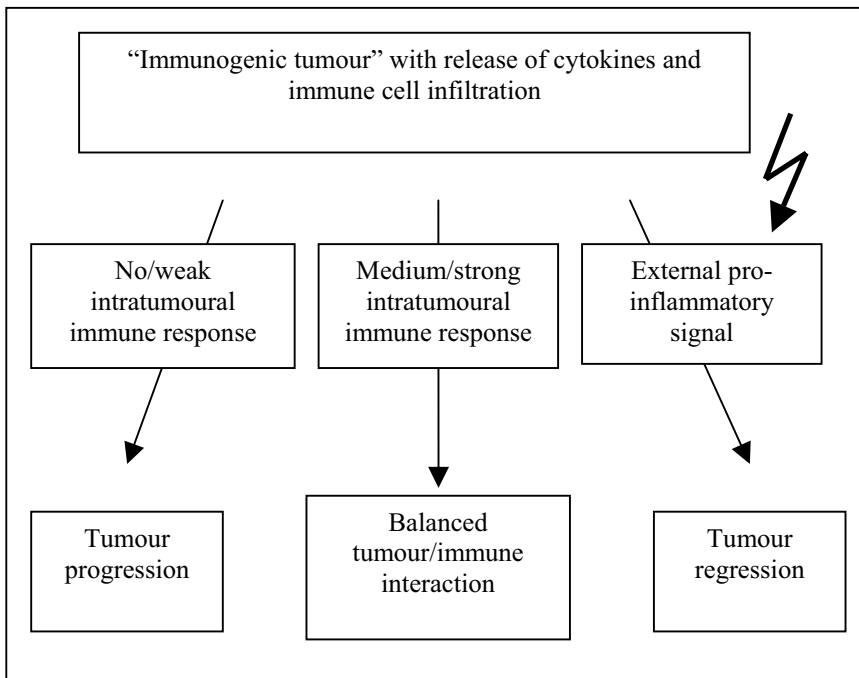 “Immunogenic tumour” with release of cytokines and
immune cell infiltration
No/weak
intratumoural
immune response
Medium/strong
intratumoural
immune response
External pro-
inflammatory
signal
Tumour
progression
Balanced
tumour/immune
interaction
Tumour
regression